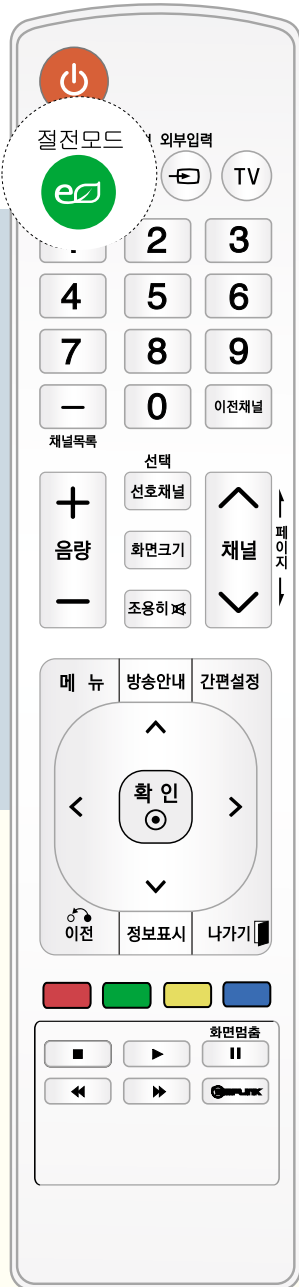 절전모드
외부입력
TV
2 3
4 5 6
7 8 9
- 0 이전채널
채널목록
선택
선호채널
+
음량
-
화면크기
채널
페이지
조용히
메 뉴 방송안내 간편설정
확 인
이전 정보표시 나가기
화면멈춤